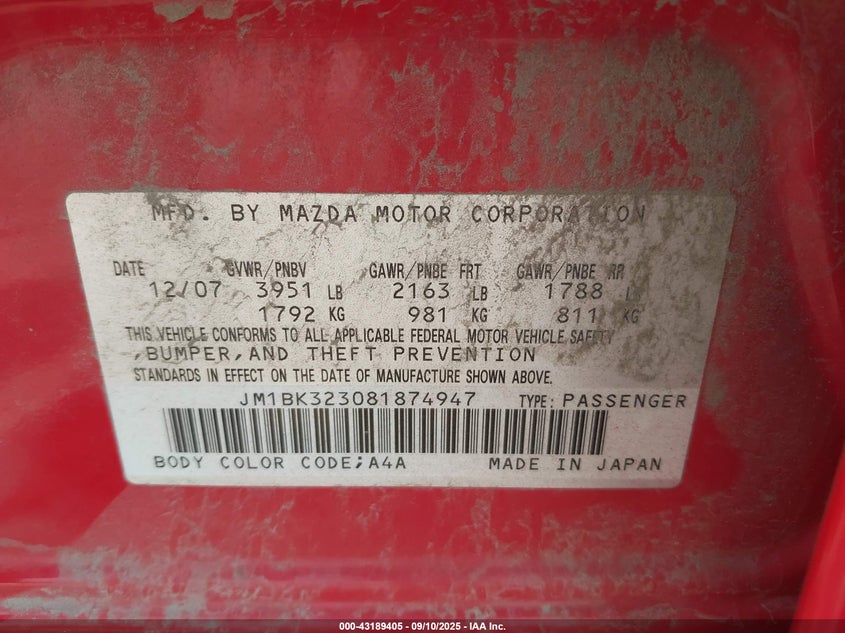 MFD. BY MAZDA MOTOR CORPORATION
DATE GVWR/PNBV GAWR/PNBE FRT GAWR/PNBE RR
12/07 3951 LB 2163 LB 1788 L
1792 KG 981 KG 811 KG
THIS VEHICLE CONFORMS TO ALL APPLICABLE FEDERAL MOTOR VEHICLE SAFETY
,BUMPER,AND THEFT PREVENTION
STANDARDS IN EFFECT ON THE DATE OF MANUFACTURE SHOWN ABOVE.
JM1BK323081874947 TYPE: PASSENGER
BODY COLOR CODE;A4A MADE IN JAPAN
000-43189405 - 09/10/2025 - IAA Inc.